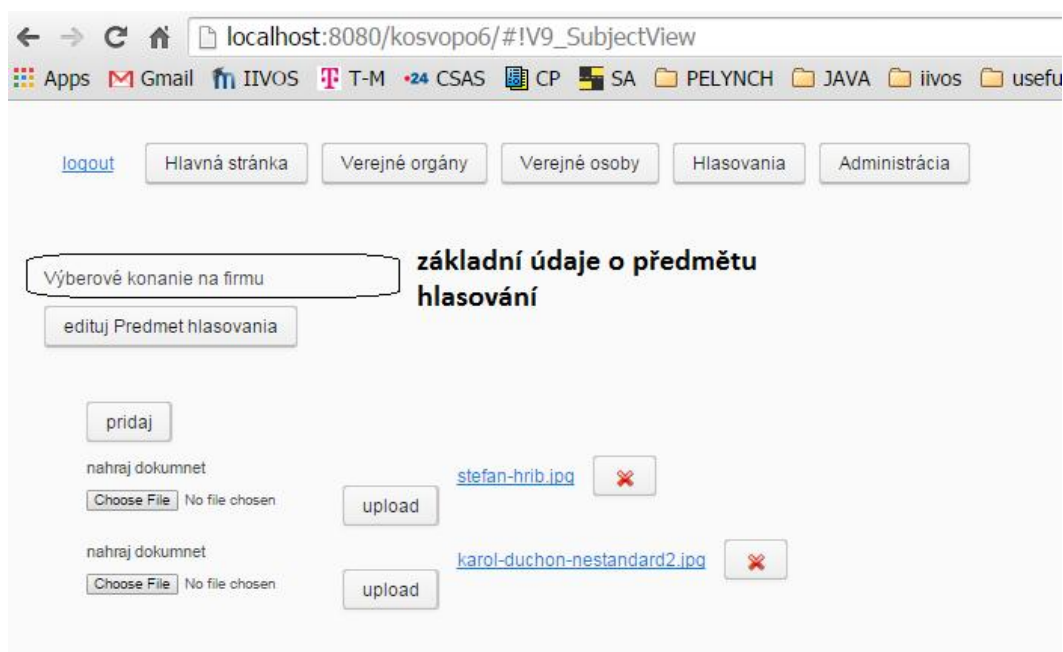 localhost:8080/kosvopo6/#!V9_SubjectView
Apps Gmail IIVOS T-M CSAS CP SA PELYNCH JAVA iivos usefu
logout Hlavná stránka Verejné orgány Verejné osoby Hlasovania Administrácia
Výberové konanie na firmu
základní údaje o předmětu
hlasování
edituj Predmet hlasovania
pridaj
nahraj dokumnet
Choose File No file chosen
upload
stefan-hrib.jpg
nahraj dokumnet
Choose File No file chosen
upload
karol-duchon-nestandard2.jpg